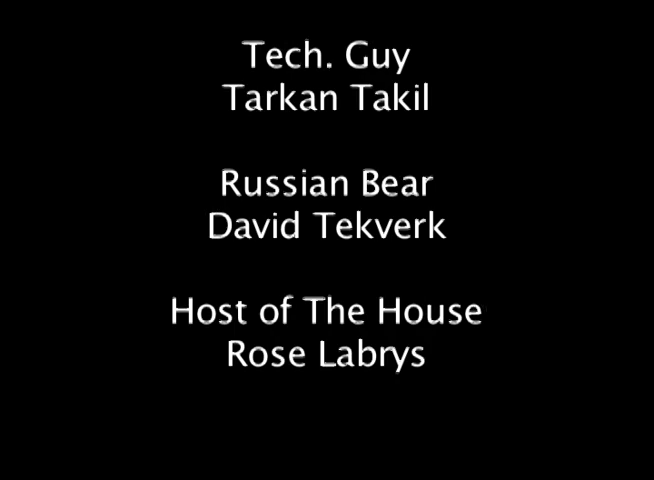 Tech. Guy
Tarkan Takil
Russian Bear
David Tekverk
Host of The House
Rose Labrys